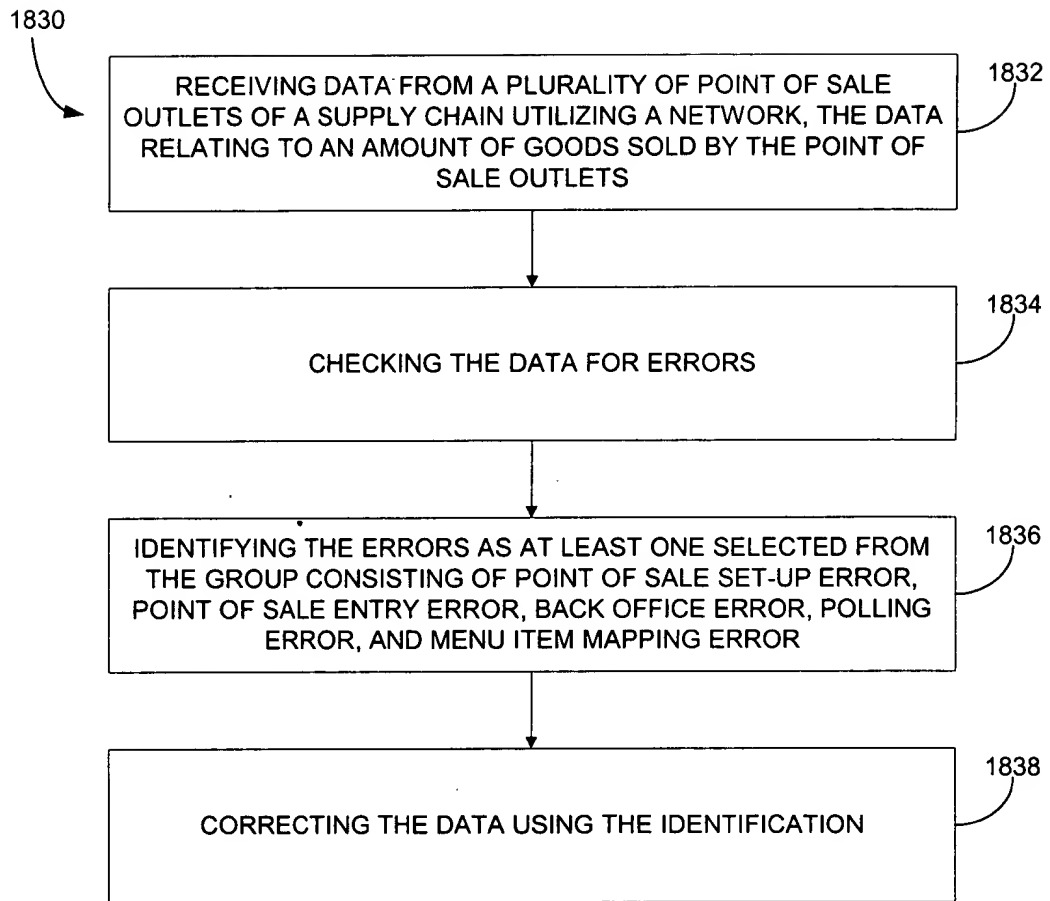 1830
1832
RECEIVING DATA FROM A PLURALITY OF POINT OF SALE
OUTLETS OF A SUPPLY CHAIN UTILIZING A NETWORK, THE DATA
RELATING TO AN AMOUNT OF GOODS SOLD BY THE POINT OF
SALE OUTLETS
1834
CHECKING THE DATA FOR ERRORS
1836
IDENTIFYING THE ERRORS AS AT LEAST ONE SELECTED FROM
THE GROUP CONSISTING OF POINT OF SALE SET-UP ERROR,
POINT OF SALE ENTRY ERROR, BACK OFFICE ERROR, POLLING
ERROR, AND MENU ITEM MAPPING ERROR
1838
CORRECTING THE DATA USING THE IDENTIFICATION